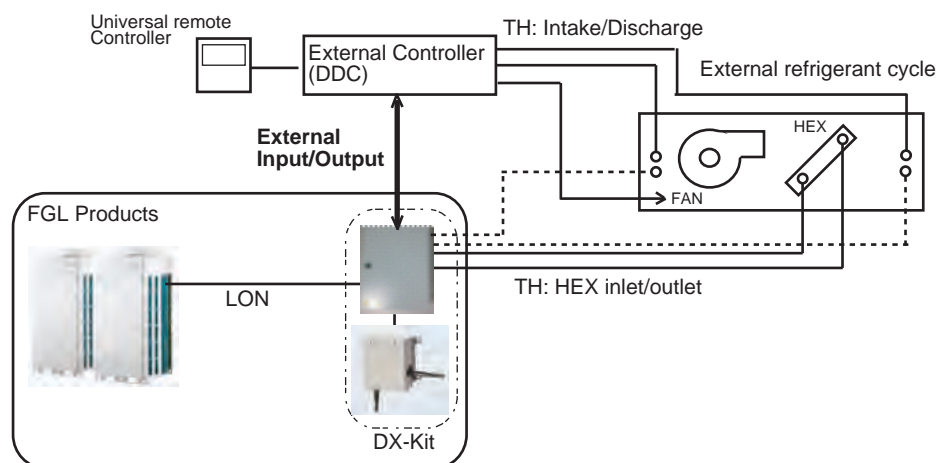 Universal remote
Controller
External Controller
(DDC)
TH: Intake/Discharge
External refrigerant cycle
External
Input/Output
HEX
FAN
FGL Products
LON
TH: HEX inlet/outlet
DX-Kit